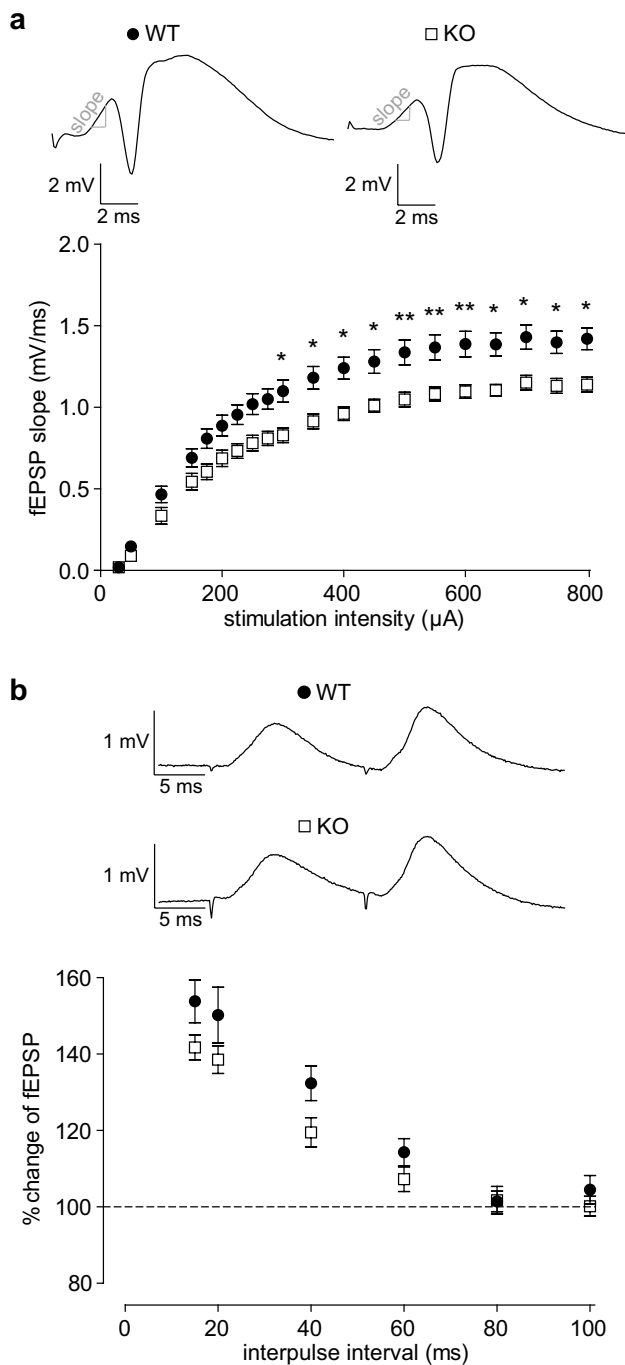 a
● WT □ KO
slope slope
2 mV 2 mV
2 ms 2 ms
2.0
* * * * ** ** ** * * * *
1.5
1.0
0.5
0.0
fEPSP slope (mV/ms)
0 200 400 600 800
stimulation intensity (µA)
b
● WT
1 mV
5 ms
□ KO
1 mV
5 ms
160
140
120
100
80
% change of fEPSP
0 20 40 60 80 100
interpulse interval (ms)